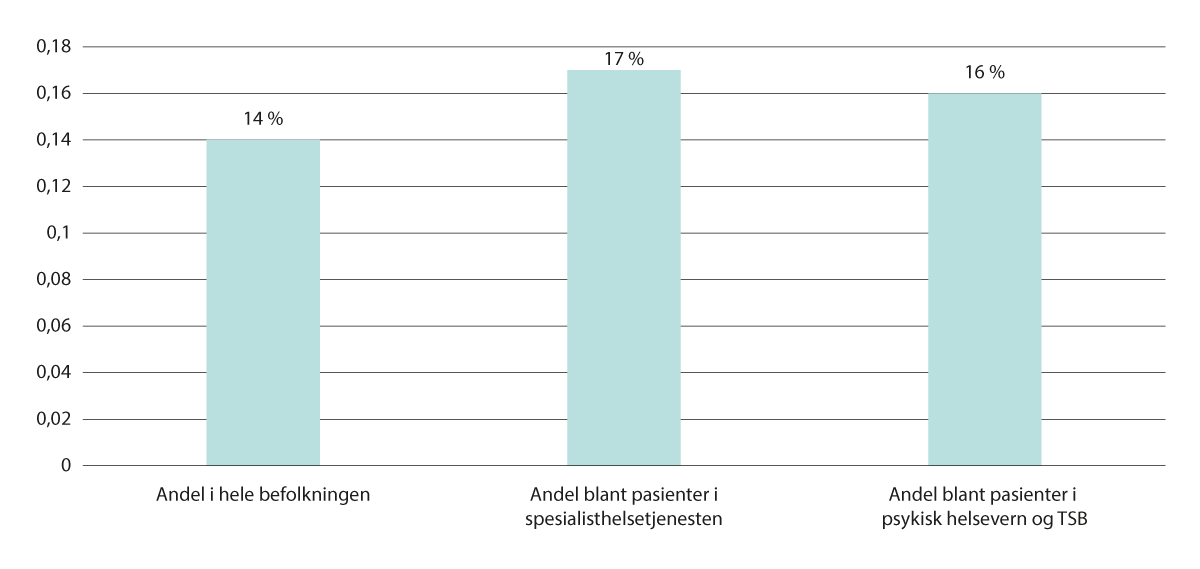 0,18
17 %
16 %
0,16
14 %
0,14
0,12
0,1
0,08
0,06
0,04
0,02
0
Andel i hele befolkningen
Andel blant pasienter i
spesialisthelsetjenesten
Andel blant pasienter i
psykisk helsevern og TSB